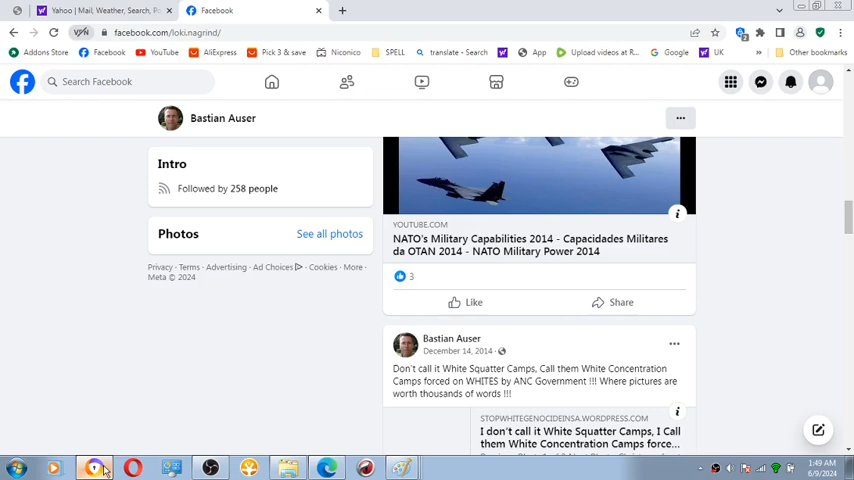 Yahoo | Mail, Weather, Search, Po
Facebook
VPN
facebook.com/loki.nagrind/
Addons Store
Facebook
YouTube
AliExpress
Pick 3 & save
Niconico
SPELL
translate - Search
UK
App
Upload videos at R...
Google
UK
Other bookmarks
Search Facebook
Bastian Auser
Intro
Followed by 258 people
Photos
See all photos
Privacy · Terms · Advertising · Ad Choices · Cookies · More ·
Meta © 2024
YOUTUBE.COM
NATO's Military Capabilities 2014 - Capacidades Militares
da OTAN 2014 - NATO Military Power 2014
3
Like
Share
Bastian Auser
December 14, 2014 ·
Don't call it White Squatter Camps, Call them White Concentration
Camps forced on WHITES by ANC Government !!! Where pictures are
worth thousands of words !!!
STOPWHITEGENOCIDEINSA.WORDPRESS.COM
I don't call it White Squatter Camps, I Call
them White Concentration Camps force...
1:49 AM
6/9/2024